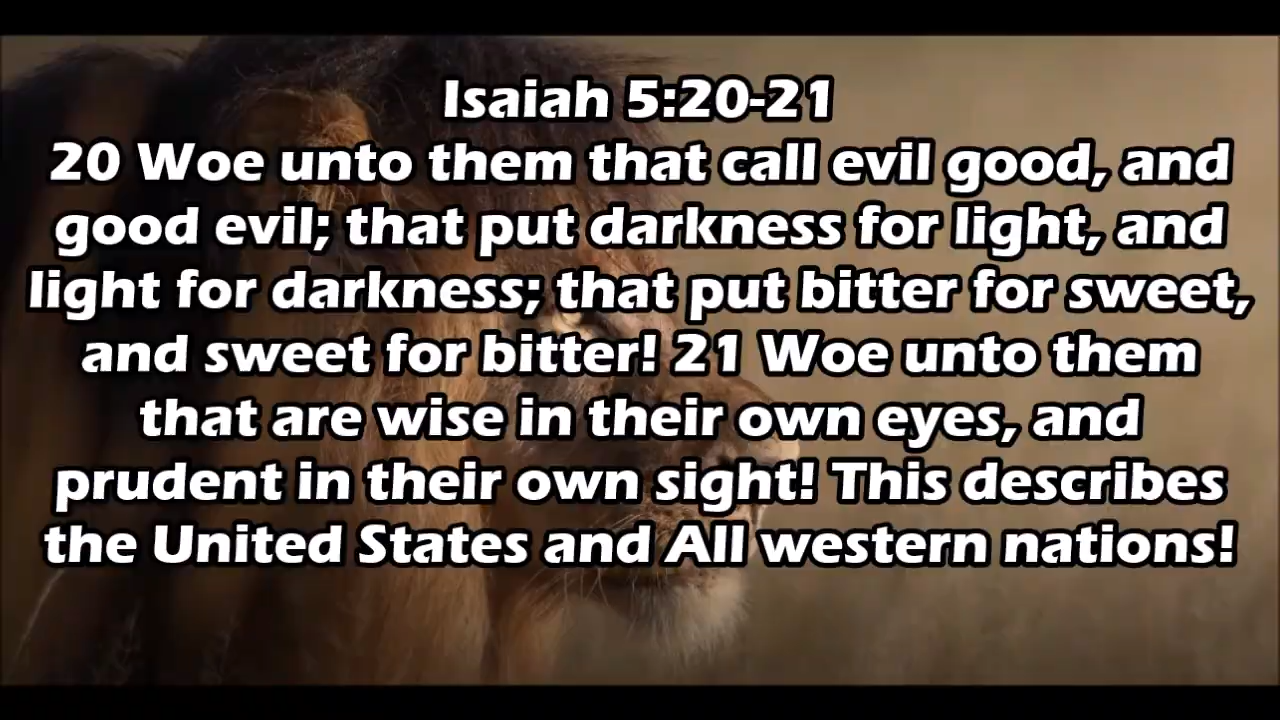 Isaiah 5:20-21
20 Woe unto them that call evil good, and
good evil; that put darkness for light, and
light for darkness; that put bitter for sweet,
and sweet for bitter! 21 Woe unto them
that are wise in their own eyes, and
prudent in their own sight! This describes
the United States and All western nations!